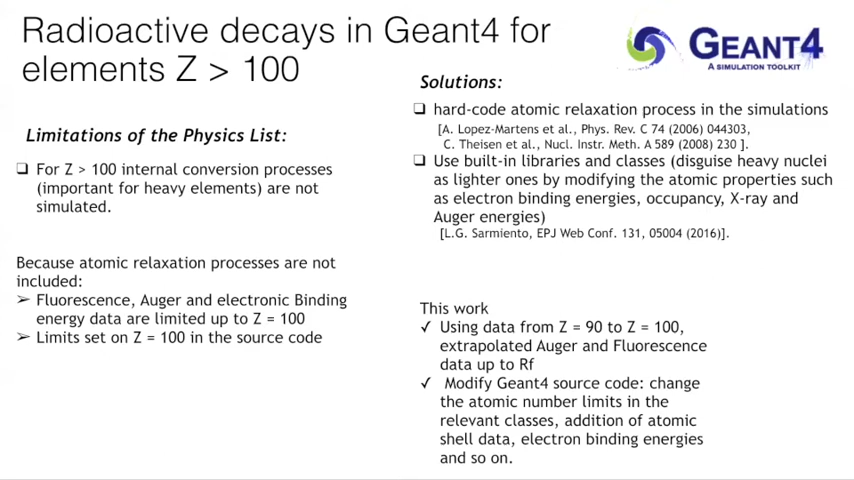 Radioactive decays in Geant4 for
elements Z > 100
GEANT4
A SIMULATION TOOLKIT
Limitations of the Physics List:
❑ For Z > 100 internal conversion processes
(important for heavy elements) are not
simulated.
Because atomic relaxation processes are not
included:
➢ Fluorescence, Auger and electronic Binding
energy data are limited up to Z = 100
➢ Limits set on Z = 100 in the source code
Solutions:
❑ hard-code atomic relaxation process in the simulations
[A. Lopez-Martens et al., Phys. Rev. C 74 (2006) 044303,
C. Theisen et al., Nucl. Instr. Meth. A 589 (2008) 230 ].
❑ Use built-in libraries and classes (disguise heavy nuclei
as lighter ones by modifying the atomic properties such
as electron binding energies, occupancy, X-ray and
Auger energies)
[L.G. Sarmiento, EPJ Web Conf. 131, 05004 (2016)].
This work
✓ Using data from Z = 90 to Z = 100,
extrapolated Auger and Fluorescence
data up to Rf
✓ Modify Geant4 source code: change
the atomic number limits in the
relevant classes, addition of atomic
shell data, electron binding energies
and so on.